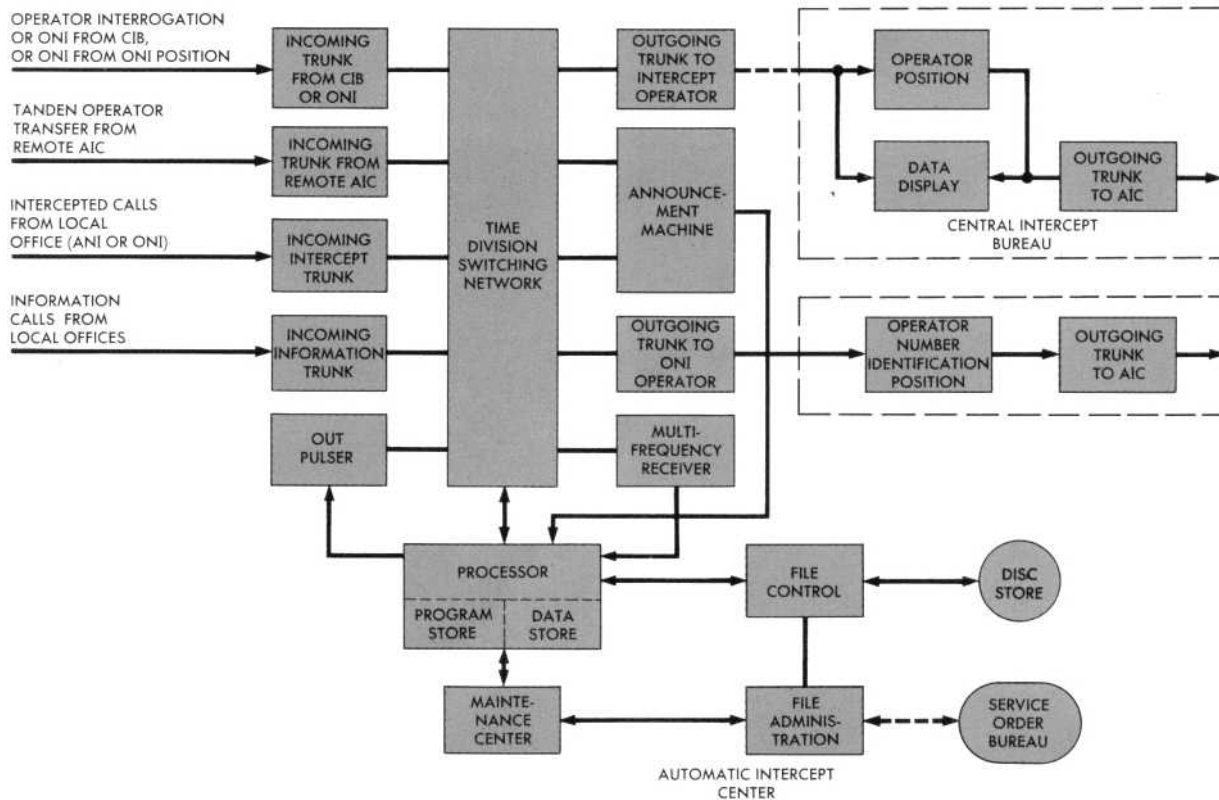 OPERATOR INTERROGATION
OR ONI FROM CIB,
OR ONI FROM ONI POSITION
INCOMING
TRUNK
FROM CIB
OR ONI
TANDEN OPERATOR
TRANSFER FROM
REMOTE AIC
INCOMING
TRUNK FROM
REMOTE AIC
INTERCEPTED CALLS
FROM LOCAL
OFFICE (ANI OR ONI)
INCOMING
INTERCEPT
TRUNK
INFORMATION
CALLS FROM
LOCAL OFFICES
INCOMING
INFORMATION
TRUNK
OUT
PULSER
TIME
DIVISION
SWITCHING
NETWORK
OUTGOING
TRUNK TO
INTERCEPT
OPERATOR
ANNOUNCE-
MENT
MACHINE
OUTGOING
TRUNK TO
ONI
OPERATOR
MULTI-
FREQUENCY
RECEIVER
OPERATOR
POSITION
DATA
DISPLAY
OUTGOING
TRUNK
TO AIC
CENTRAL INTERCEPT
BUREAU
OPERATOR
NUMBER
IDENTIFICATION
POSITION
OUTGOING
TRUNK
TO AIC
PROCESSOR
PROGRAM
STORE
DATA
STORE
FILE
CONTROL
DISC
STORE
MAINTE-
NANCE
CENTER
FILE
ADMINIS-
TRATION
SERVICE
ORDER
BUREAU
AUTOMATIC INTERCEPT
CENTER